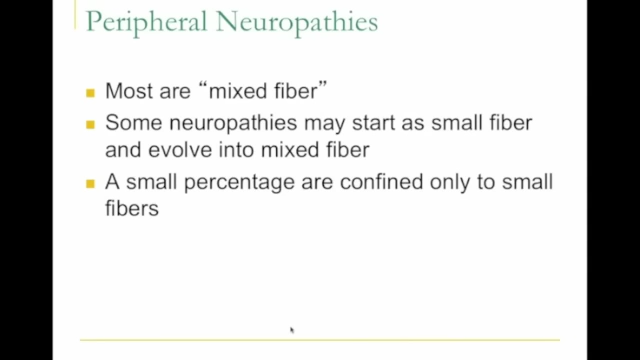 Peripheral Neuropathies
Most are “mixed fiber”
Some neuropathies may start as small fiber
and evolve into mixed fiber
A small percentage are confined only to small
fibers